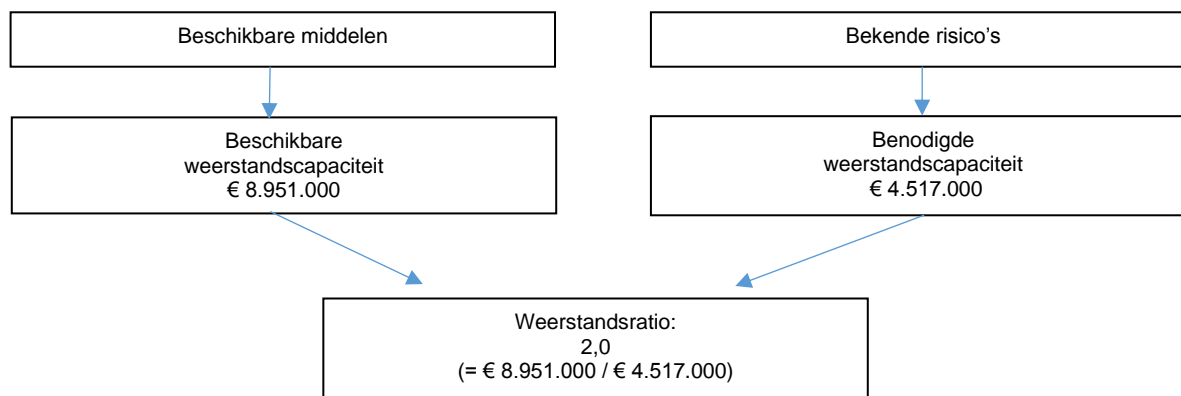 Beschikbare middelen
Bekende risico’s
Beschikbare
weerstandscapaciteit
€ 8.951.000
Benodigde
weerstandscapaciteit
€ 4.517.000
Weerstandsratio:
2,0
(= € 8.951.000 / € 4.517.000)